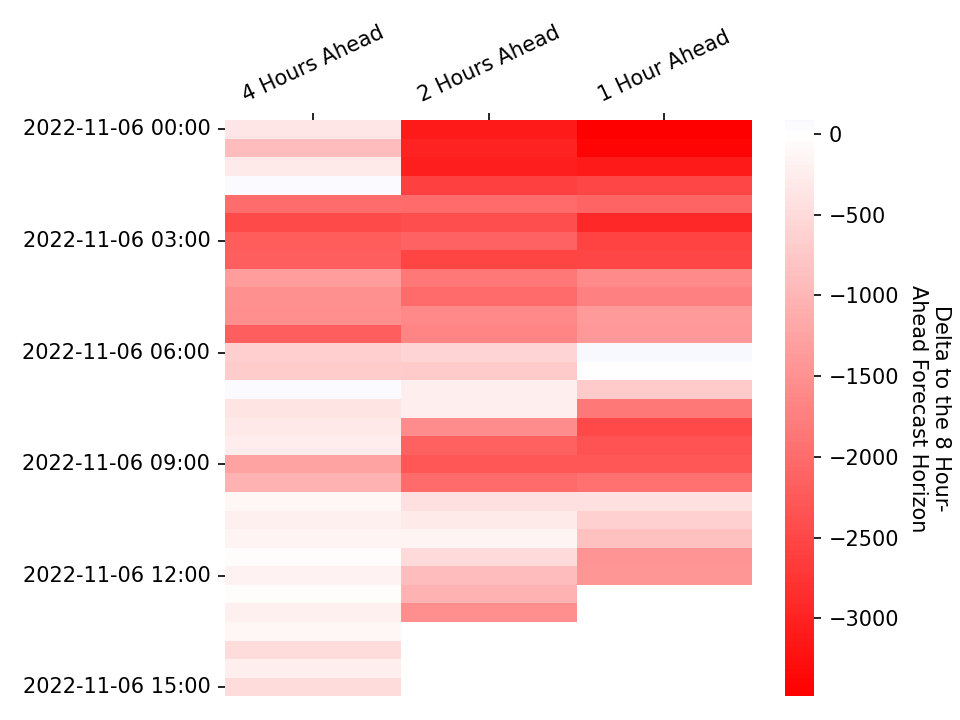 4 Hours Ahead
2 Hours Ahead
1 Hour Ahead
2022-11-06 00:00
2022-11-06 03:00
2022-11-06 06:00
2022-11-06 09:00
2022-11-06 12:00
2022-11-06 15:00
0
−500
−1000
−1500
−2000
−2500
−3000
Delta to the 8 Hour-
Ahead Forecast Horizon